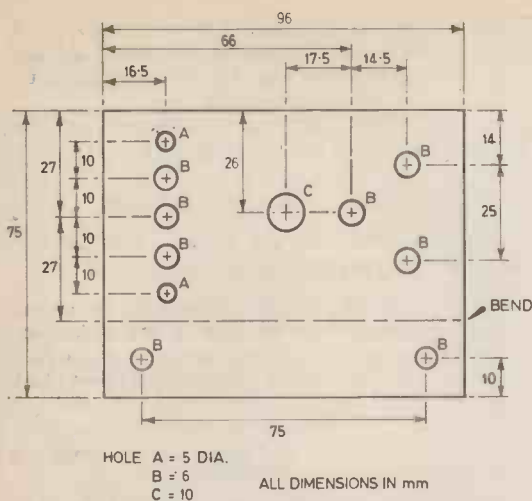 96
66
16·5
17·5
14·5
A
B
B
B
A
C
B
B
B
B
B
75
27
27
10
10
10
10
26
14
25
BEND
10
75
HOLE A = 5 DIA.
B = 6
C = 10
ALL DIMENSIONS IN mm